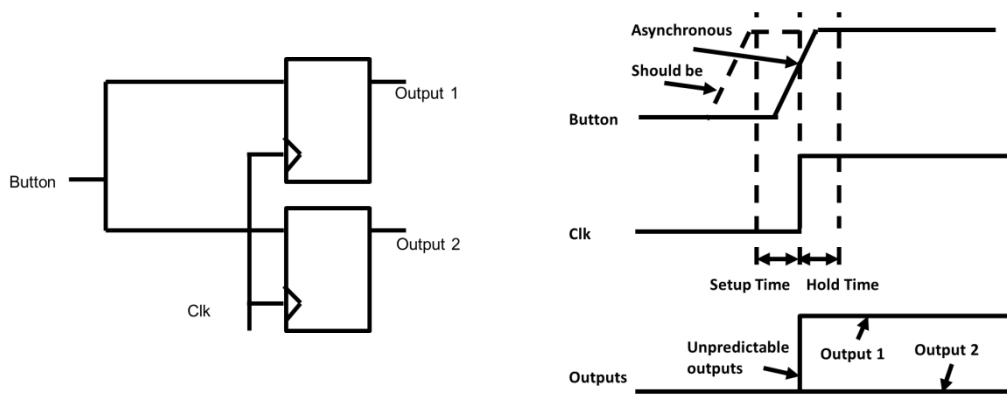 Button
Output 1
Output 2
Clk
Asynchronous
Should be
Button
Clk
Setup Time
Hold Time
Unpredictable
outputs
Output 1
Output 2
Outputs